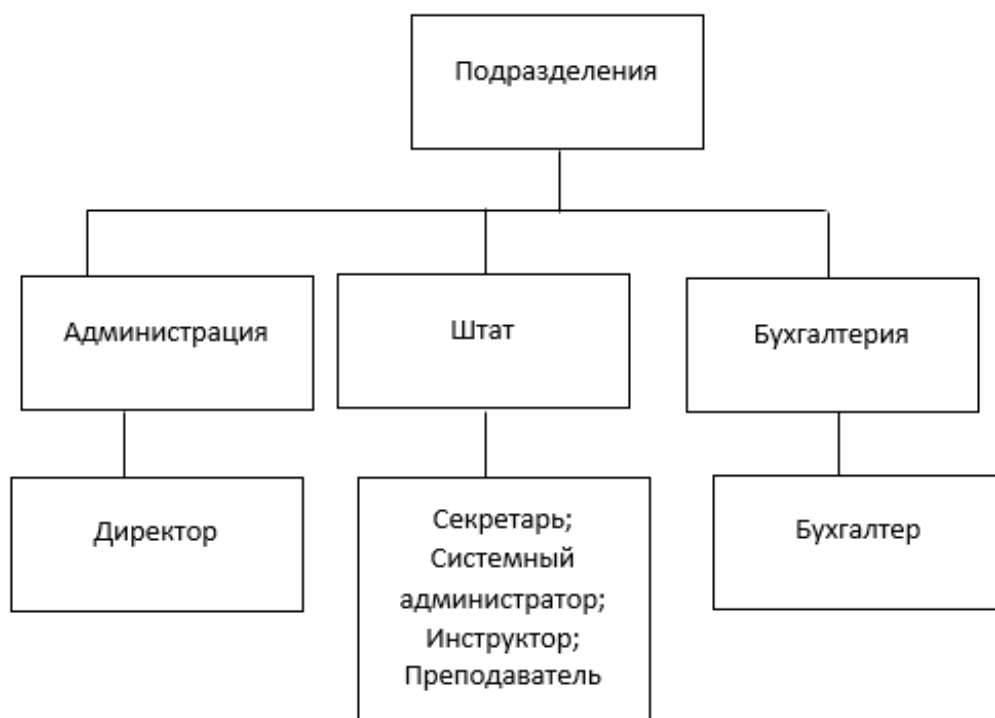 Подразделения
Администрация
Штат
Бухгалтерия
Директор
Секретарь;
Системный
администратор;
Инструктор;
Преподаватель
Бухгалтер